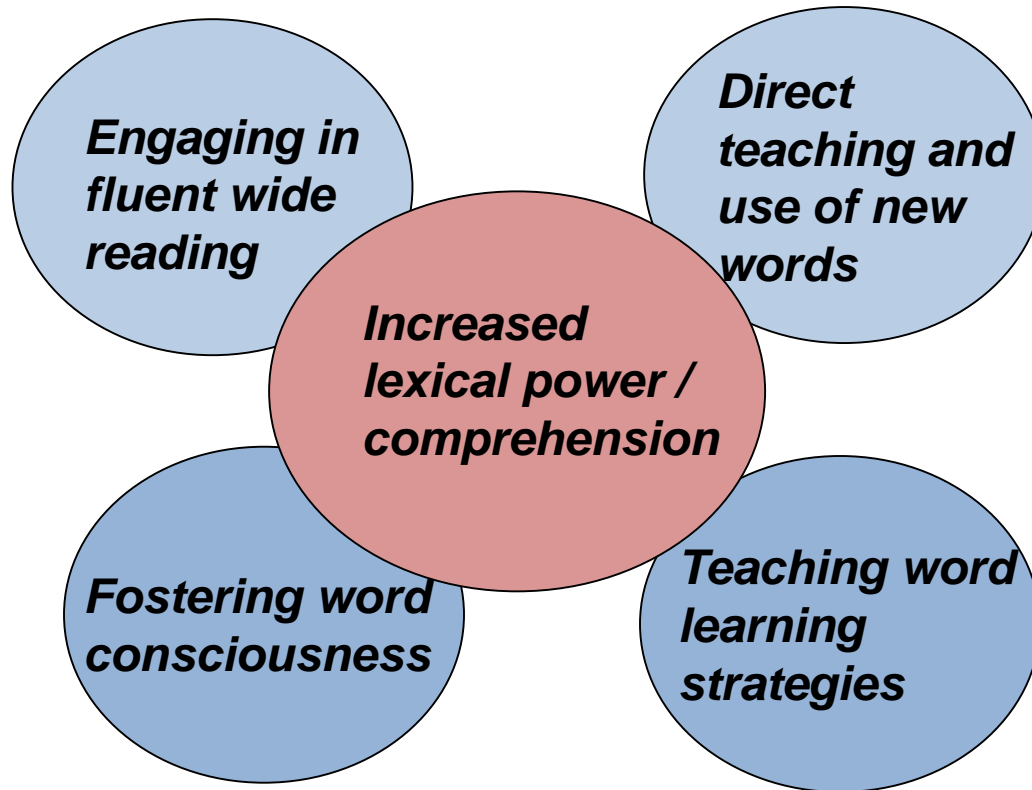 Engaging in
fluent wide
reading
Direct
teaching and
use of new
words
Increased
lexical power /
comprehension
Fostering word
consciousness
Teaching word
learning
strategies